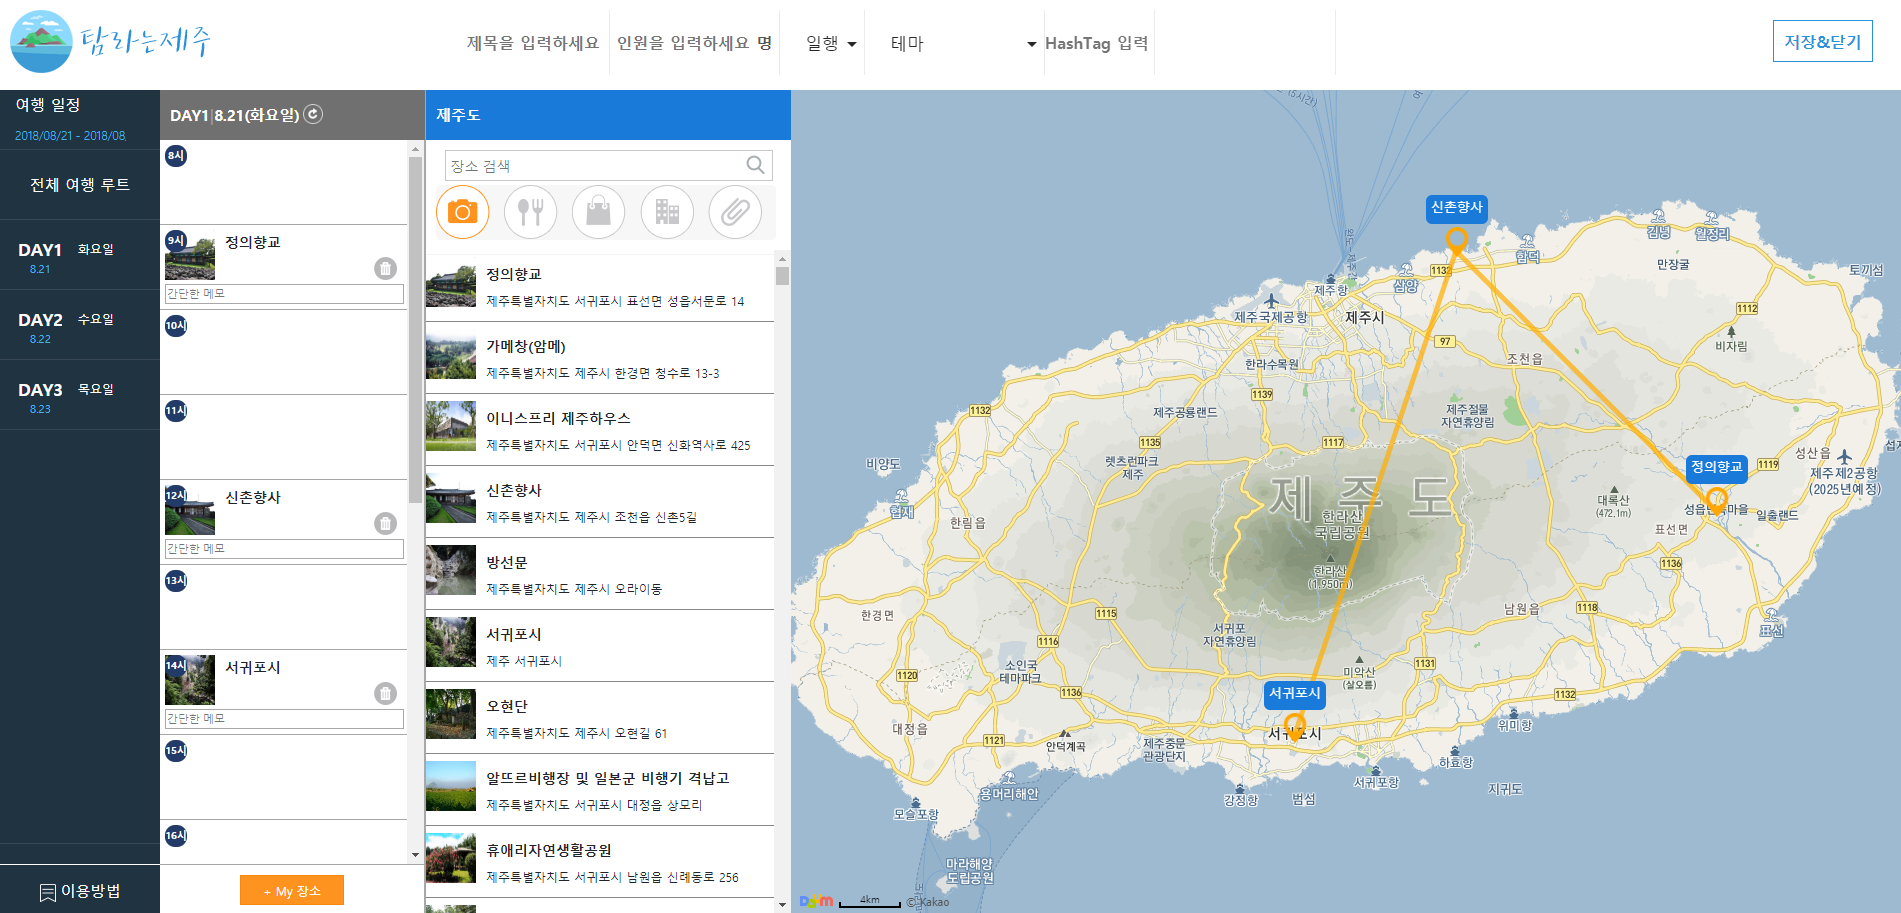 탐라는제주
제목을 입력하세요
인원을 입력하세요 명
일행
테마
HashTag 입력
저장&닫기
여행 일정
2018/08/21 - 2018/08
전체 여행 루트
DAY1 화요일
8.21
DAY2 수요일
8.22
DAY3 목요일
8.23
이용방법
DAY1|8.21(화요일)
8시
9시
정의향교
간단한 메모
10시
11시
12시
신촌향사
간단한 메모
13시
14시
서귀포시
간단한 메모
15시
16시
+ My 장소
제주도
장소 검색
정의향교
제주특별자치도 서귀포시 표선면 성읍서문로 14
가메창(암메)
제주특별자치도 제주시 한경면 청수로 13-3
이니스프리 제주하우스
제주특별자치도 서귀포시 안덕면 신화역사로 425
신촌향사
제주특별자치도 제주시 조천읍 신촌5길
방선문
제주특별자치도 제주시 오라이동
서귀포시
제주 서귀포시
오현단
제주특별자치도 제주시 오현길 61
알뜨르비행장 및 일본군 비행기 격납고
제주특별자치도 서귀포시 대정읍 상모리
휴애리자연생활공원
제주특별자치도 서귀포시 남원읍 신례동로 256
신촌향사
김녕
월정리
함덕
만장굴
토끼섬
1132
삼양
제주항
제주국제공항
제주시
1112
비자림
97
조천읍
한라수목원
1139
1132
제주공룡랜드
제주절물
자연휴양림
1135
1117
렛츠런파크
제주
비양도
협재
한림읍
정의향교
1119
성산읍
제주제2공항
(2025년예정)
제주도
한라산
국립공원
대록산
(472.1m)
일출랜드
표선면
한라산
(1,950m)
1136
한경면
1115
남원읍
1118
표선
서귀포
자연휴양림
1116
소인국
테마파크
1120
1136
미악산
(살오름)
1131
1132
서귀포시
대정읍
1121
안덕계곡
제주중문
관광단지
서귀포시
위미항
하효항
서귀포항
지귀도
강정항
범섬
용머리해안
모슬포항
마라해양
도립공원
Daum
4km
© Kakao